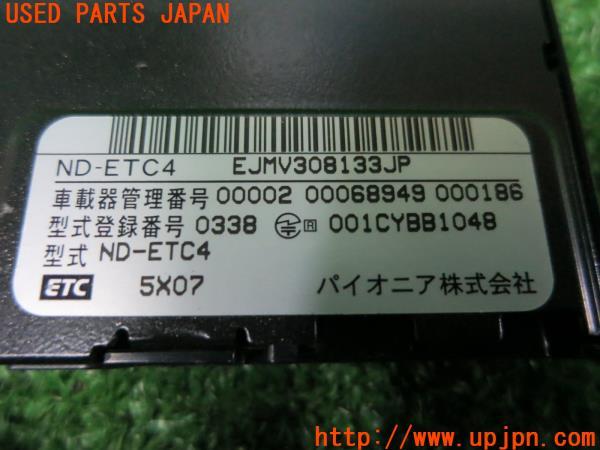 USED PARTS JAPAN
ND-ETC4 EJMV308133JP
車載器管理番号 00002 00068949 000186
型式登録番号 0338 R 001CYBB1048
型式 ND-ETC4
ETC 5X07 パイオニア株式会社
UPJ
http://www.upjpn.com